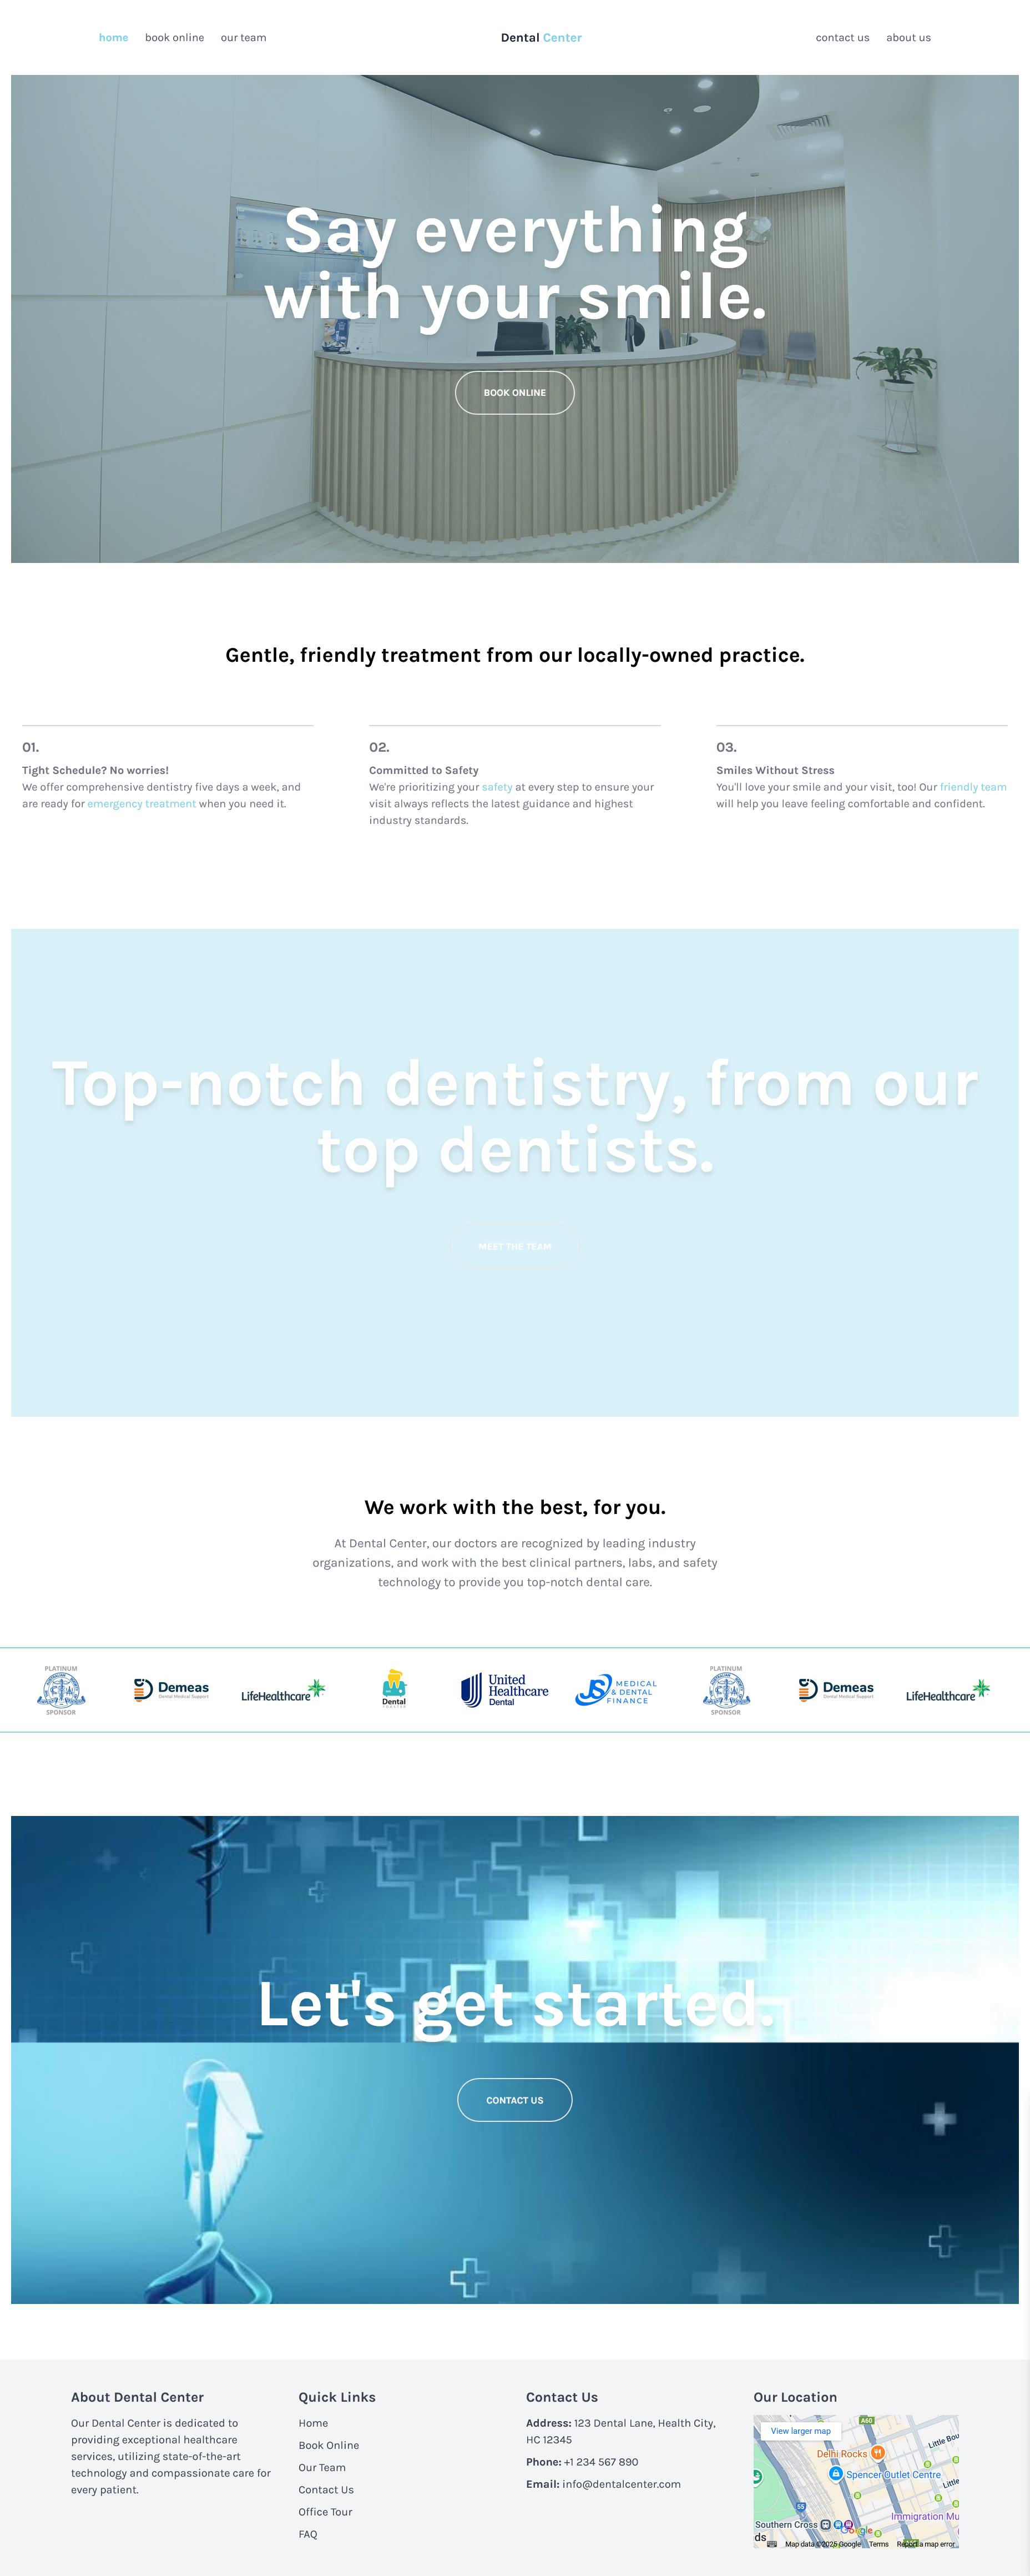 home book online our team Dental Center contact us about us
Say everything
with your smile.
BOOK ONLINE
Gentle, friendly treatment from our locally-owned practice.
01.
Tight Schedule? No worries!
We offer comprehensive dentistry five days a week, and
are ready for emergency treatment when you need it.
02.
Committed to Safety
We're prioritizing your safety at every step to ensure your
visit always reflects the latest guidance and highest
industry standards.
03.
Smiles Without Stress
You'll love your smile and your visit, too! Our friendly team
will help you leave feeling comfortable and confident.
Top-notch dentistry, from our
top dentists.
MEET THE TEAM
We work with the best, for you.
At Dental Center, our doctors are recognized by leading industry
organizations, and work with the best clinical partners, labs, and safety
technology to provide you top-notch dental care.
PLATINUM
SPONSOR
Demeas
Dental Medical Support
LifeHealthcare
Dental
United
Healthcare
Dental
JS MEDICAL
& DENTAL
FINANCE
PLATINUM
SPONSOR
Demeas
Dental Medical Support
LifeHealthcare
Let's get started.
CONTACT US
About Dental Center
Our Dental Center is dedicated to
providing exceptional healthcare
services, utilizing state-of-the-art
technology and compassionate care for
every patient.
Quick Links
Home
Book Online
Our Team
Contact Us
Office Tour
FAQ
Contact Us
Address: 123 Dental Lane, Health City,
HC 12345
Phone: +1 234 567 890
Email: info@dentalcenter.com
Our Location
View larger map
A60
Little Bou
Delhi Rocks
Spencer Outlet Centre
Little
55
Immigration Mu
Southern Cross
Google
ds
Map data ©2025 Google Terms Report a map error